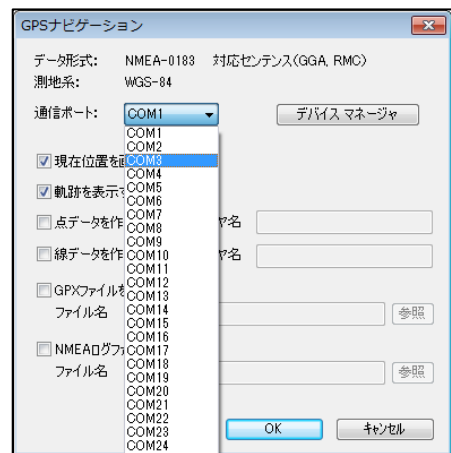 GPSナビゲーション
データ形式: NMEA-0183 対応センテンス(GGA, RMC)
測地系: WGS-84
通信ポート: COM1 デバイス マネージャ
COM1
COM2
現在位置を COM3
COM4
軌跡を表示 COM5
COM6
点データを作 COM7 ヤ名
COM8
COM9
線データを作 COM10 ヤ名
COM11
COM12
GPXファイルを COM13
ファイル名 COM14 参照
COM15
COM16
NMEAログファ COM17
COM18
ファイル名 COM19 参照
COM20
COM21
COM22
COM23 OK キャンセル
COM24